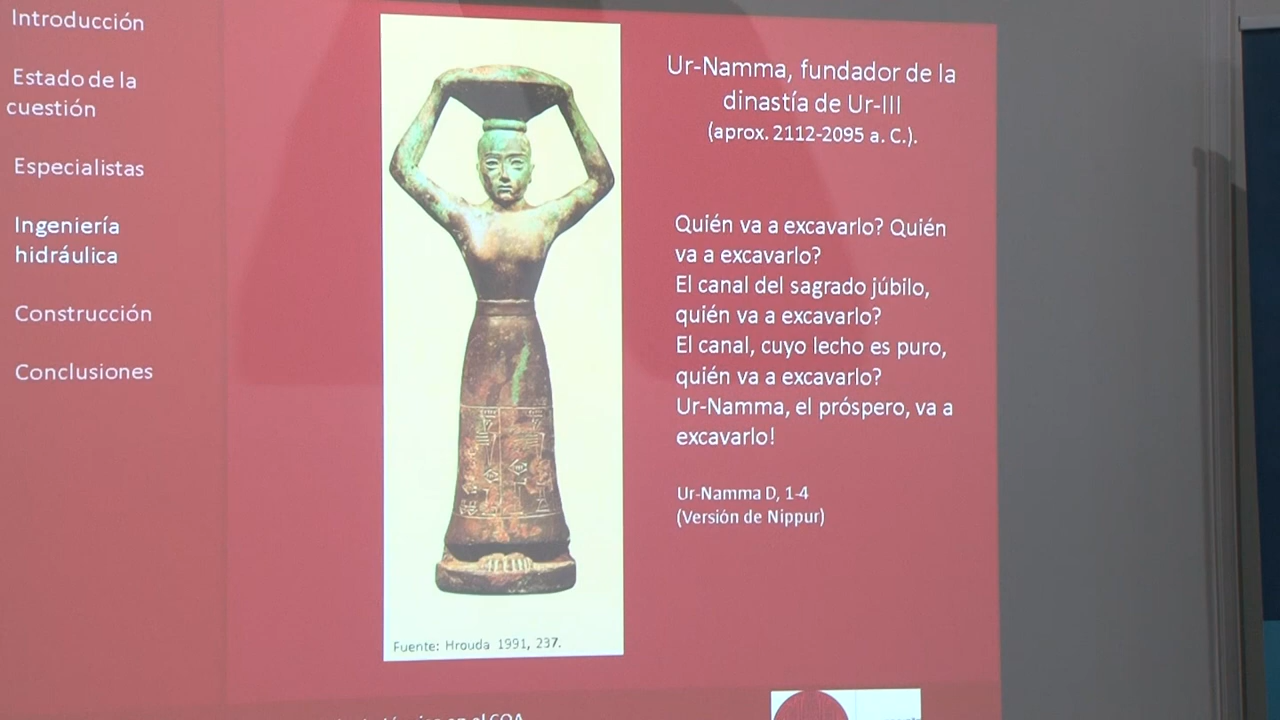 Introducción
Estado de la
cuestión
Especialistas
Ingeniería
hidráulica
Construcción
Conclusiones
Fuente: Hrouda 1991, 237.
Ur-Namma, fundador de la
dinastía de Ur-III
(aprox. 2112-2095 a. C.).
Quién va a excavarlo? Quién
va a excavarlo?
El canal del sagrado júbilo,
quién va a excavarlo?
El canal, cuyo lecho es puro,
quién va a excavarlo?
Ur-Namma, el próspero, va a
excavarlo!
Ur-Namma D, 1-4
(Versión de Nippur)
en el COA